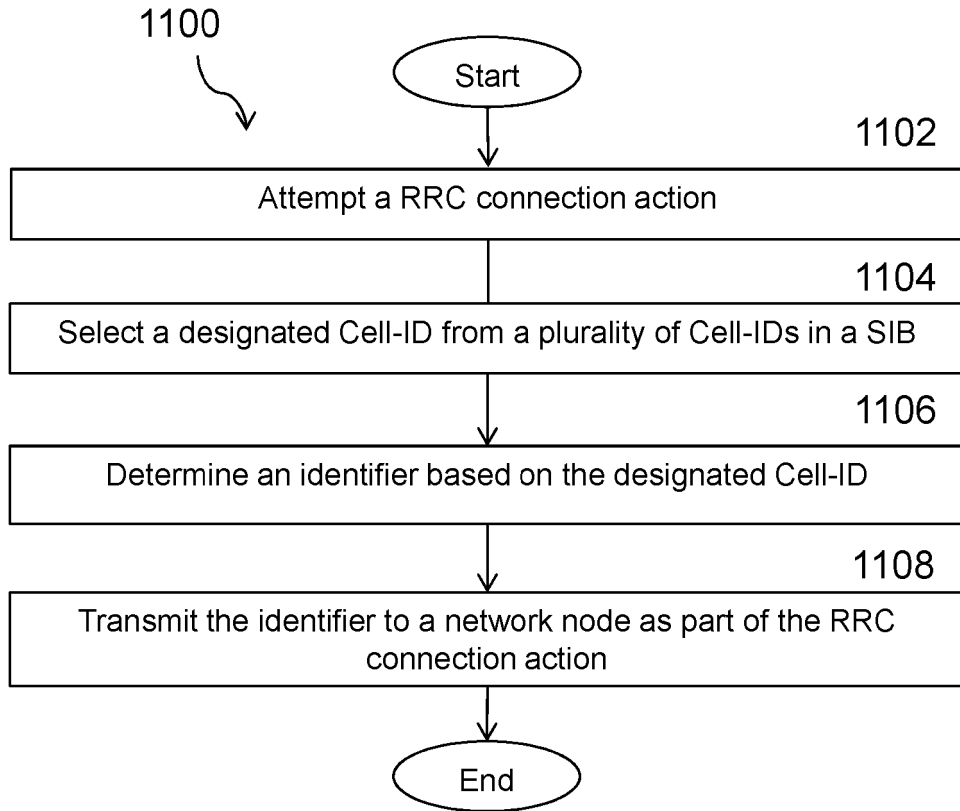 1100
Start
1102
Attempt a RRC connection action
1104
Select a designated Cell-ID from a plurality of Cell-IDs in a SIB
1106
Determine an identifier based on the designated Cell-ID
1108
Transmit the identifier to a network node as part of the RRC
connection action
End